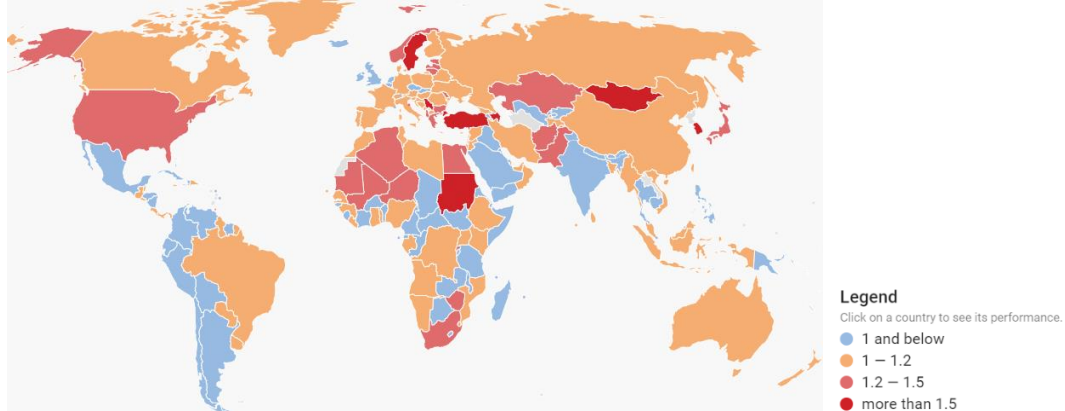 Legend
Click on a country to see its performance.
1 and below
1 — 1.2
1.2 — 1.5
more than 1.5